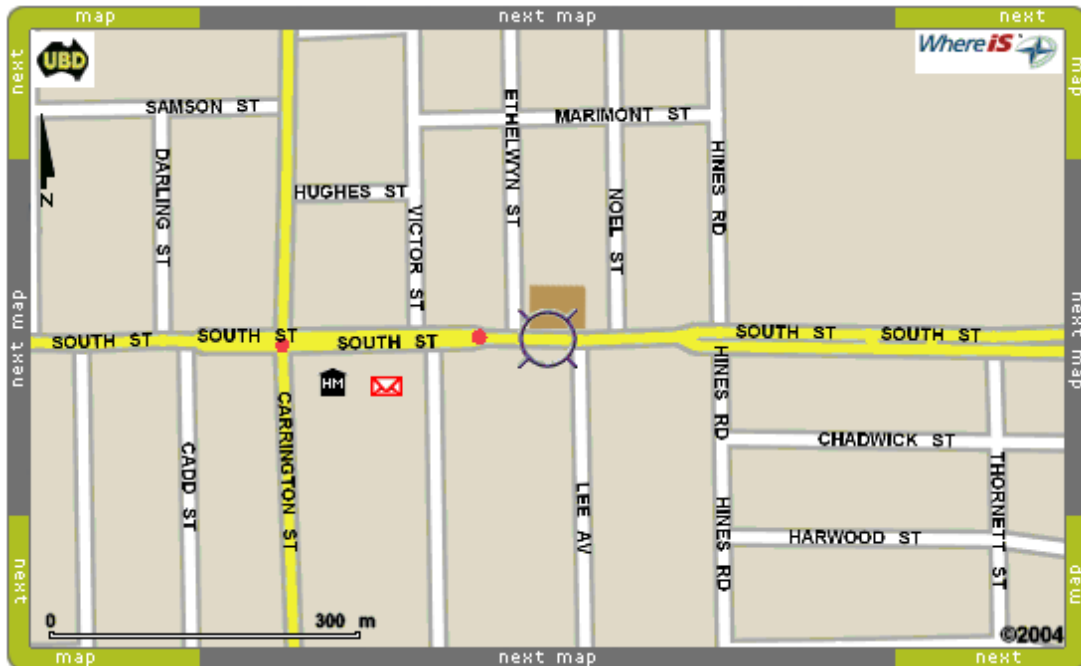 map
next map
next
next
next map
next
map
next map
map
map
next map
next
UBD
WhereiS
SAMSON ST
MARIMONT ST
ETHELWYN ST
DARLING ST
HINES RD
HUGHES ST
NOEL ST
VICTOR ST
N
SOUTH ST
SOUTH ST
SOUTH ST
SOUTH ST
SOUTH ST
HM
HINES RD
CARRINGTON ST
CHADWICK ST
CADD ST
THORNETT ST
LEE AV
HINES RD
HARWOOD ST
0 300 m
©2004